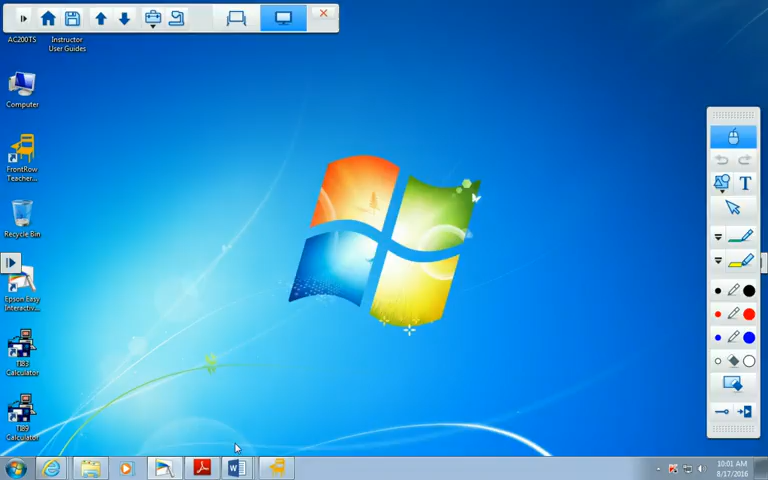 AC200TS
Instructor
User Guides
Computer
FrontRow
Teacher...
Recycle Bin
Epson Easy
Interactiv...
TI83
Calculator
Calculator
T
W
10:01 AM
8/17/2016